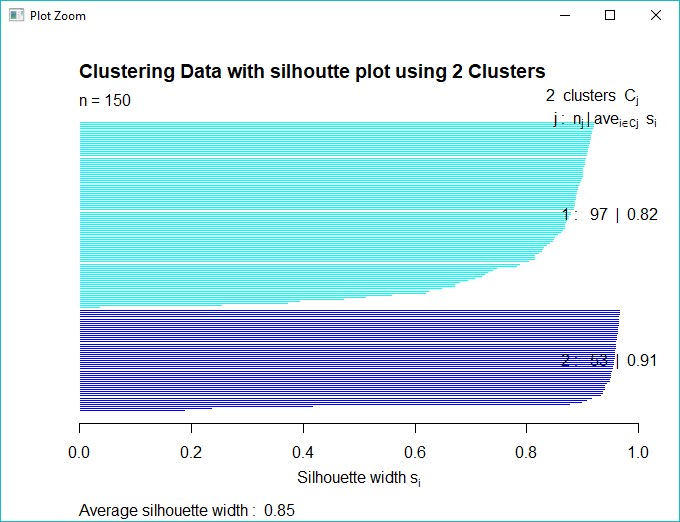 Plot Zoom
Clustering Data with silhoutte plot using 2 Clusters
n = 150
2 clusters Cj
j : nj | avei∈Cj si
1 : 97 | 0.82
2 : 53 | 0.91
0.0 0.2 0.4 0.6 0.8 1.0
Silhouette width si
Average silhouette width : 0.85